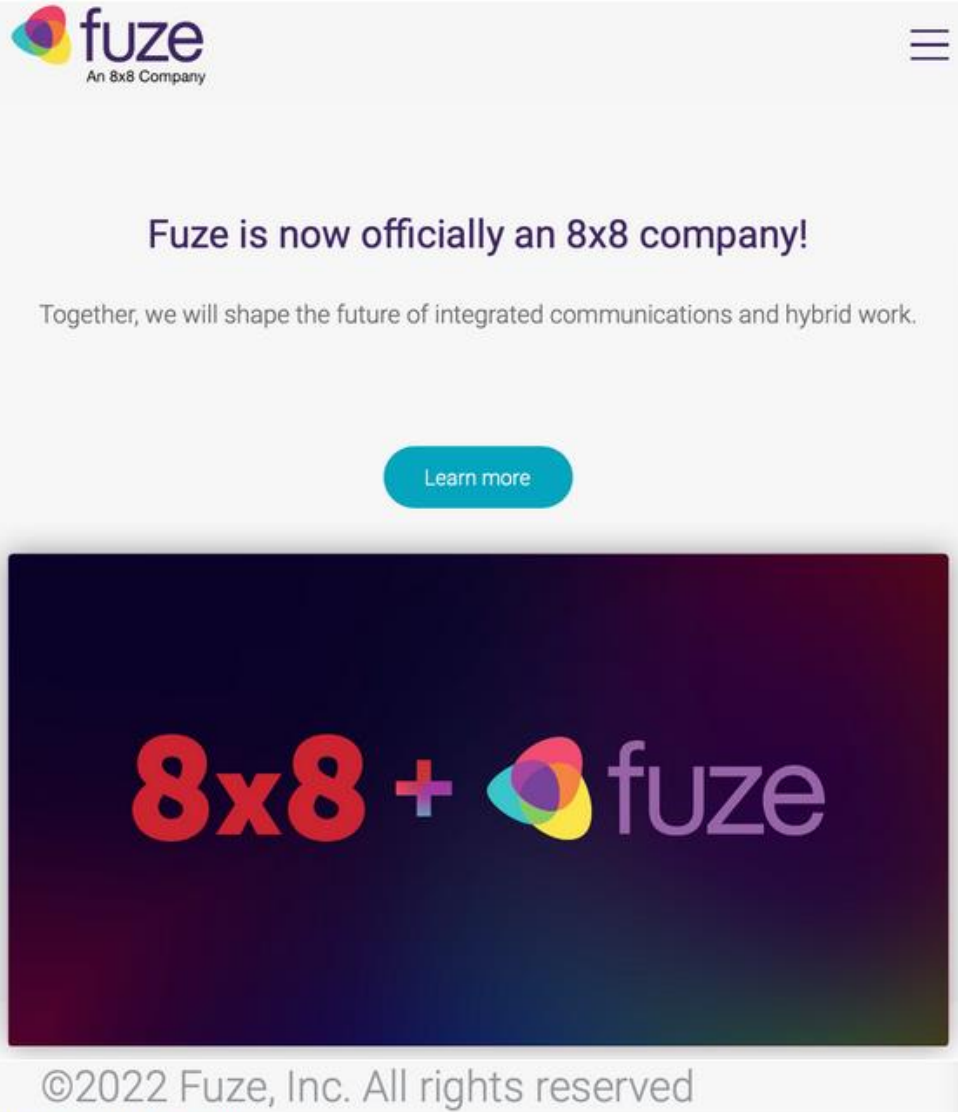 fuze
An 8x8 Company
Fuze is now officially an 8x8 company!
Together, we will shape the future of integrated communications and hybrid work.
Learn more
8x8 + fuze
©2022 Fuze, Inc. All rights reserved